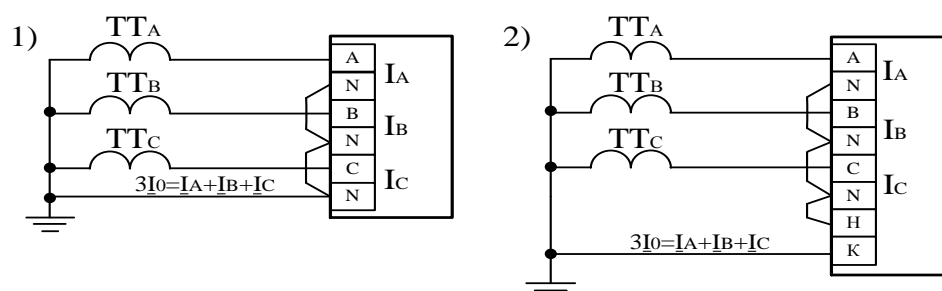 1)
TTA
TTB
TTC
3I0=IA+IB+IC
A
N
B
N
C
N
IA
IB
IC
2)
TTA
TTB
TTC
3I0=IA+IB+IC
A
N
B
N
C
N
Н
К
IA
IB
IC